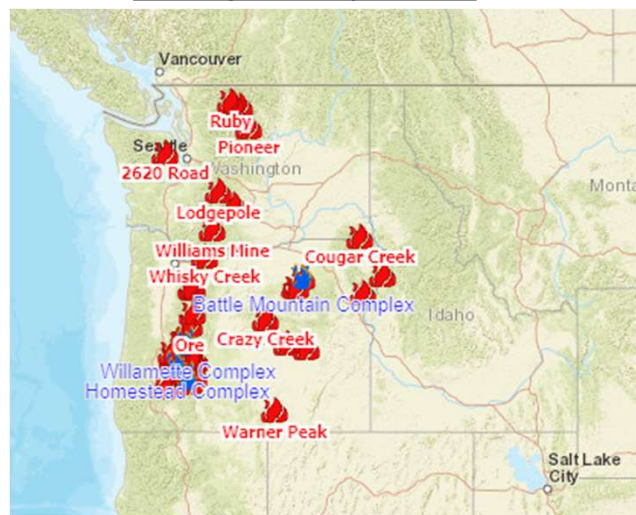 Vancouver
Ruby
Pioneer
Seattle
Washington
2620 Road
Montana
Lodgepole
Williams Mine
Cougar Creek
Whisky Creek
Battle Mountain Complex
Idaho
Ore
Crazy Creek
Willamette Complex
Homestead Complex
Warner Peak
Salt Lake
City